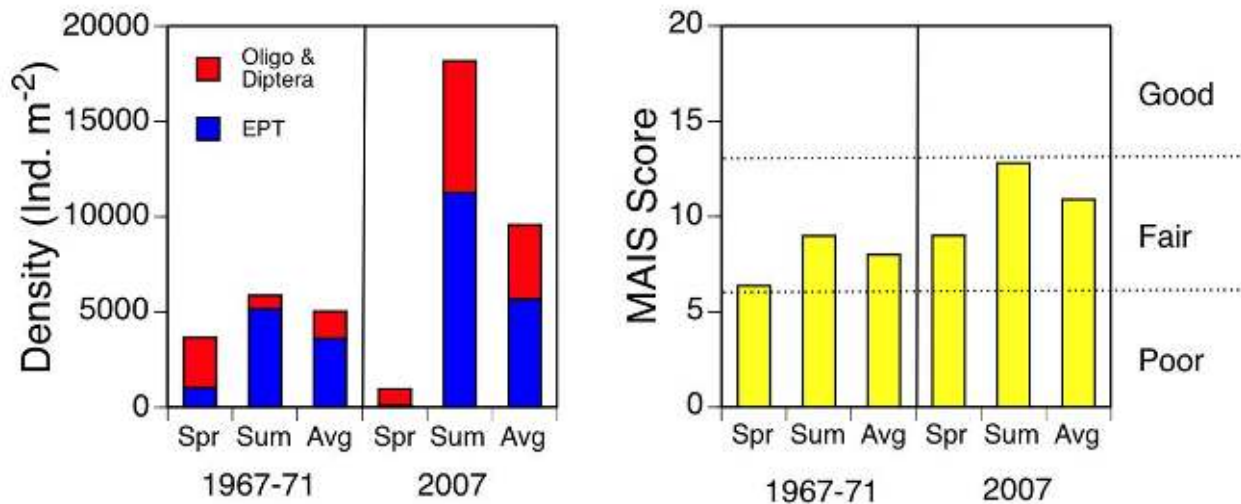 Density (Ind. m-2)
20000
15000
10000
5000
0
Oligo &
Diptera
EPT
Spr Sum Avg Spr Sum Avg
1967-71 2007
MAIS Score
20
15
10
5
0
Good
Fair
Poor
Spr Sum Avg Spr Sum Avg
1967-71 2007